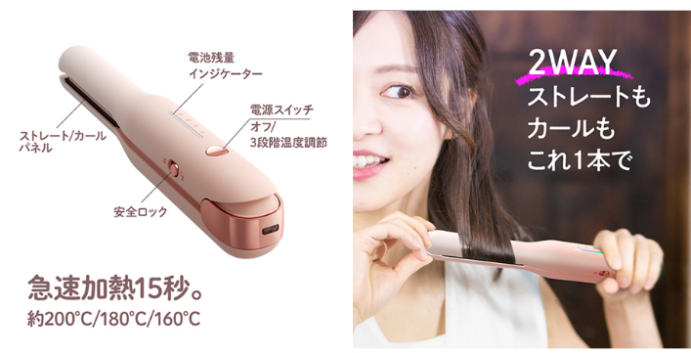 電池残量
インジケーター
電源スイッチ
オフ/
3段階温度調節
ストレート/カール
パネル
安全ロック
急速加熱15秒。
約200℃/180℃/160℃
2WAY
ストレートも
カールも
これ1本で